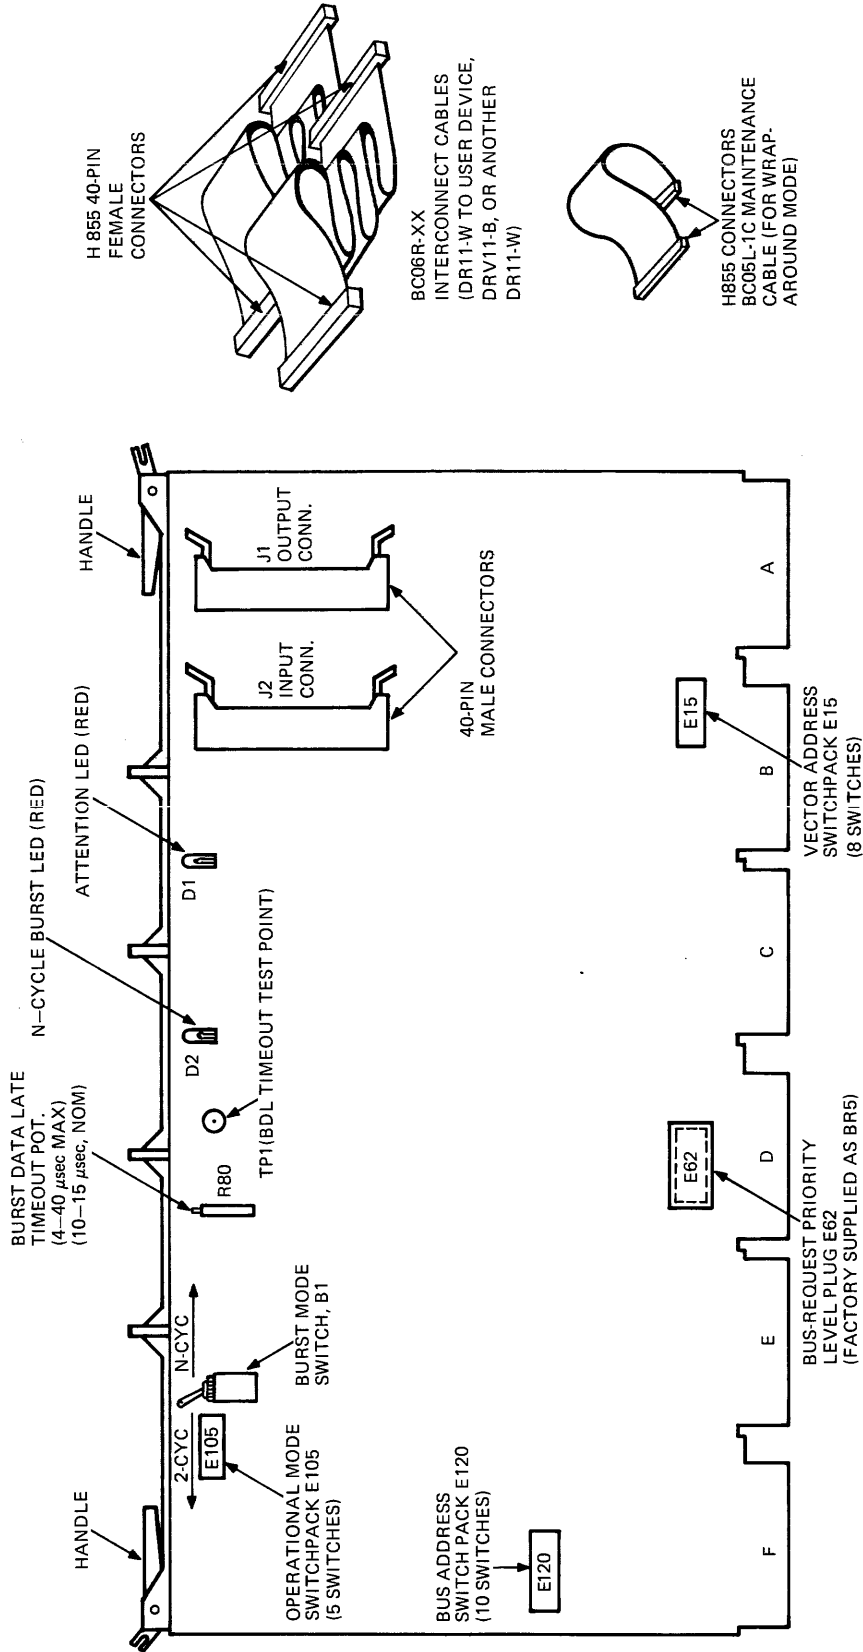 HANDLE
2-CYC
N-CYC
E105
OPERATIONAL MODE
SWITCHPACK E105
(5 SWITCHES)
BURST MODE
SWITCH, B1
BURST DATA LATE
TIMEOUT POT.
(4–40 µsec MAX)
(10–15 µsec, NOM)
R80
TP1(BDL TIMEOUT TEST POINT)
N–CYCLE BURST LED (RED)
D2
ATTENTION LED (RED)
D1
HANDLE
J2
INPUT
CONN.
J1
OUTPUT
CONN.
40-PIN
MALE CONNECTORS
BUS ADDRESS
SWITCH PACK E120
(10 SWITCHES)
E120
E62
E15
F
E
D
C
B
A
BUS-REQUEST PRIORITY
LEVEL PLUG E62
(FACTORY SUPPLIED AS BR5)
VECTOR ADDRESS
SWITCHPACK E15
(8 SWITCHES)
H 855 40-PIN
FEMALE
CONNECTORS
BC06R-XX
INTERCONNECT CABLES
(DR11-W TO USER DEVICE,
DRV11-B, OR ANOTHER
DR11-W)
H855 CONNECTORS
BC05L-1C MAINTENANCE
CABLE (FOR WRAP-
AROUND MODE)